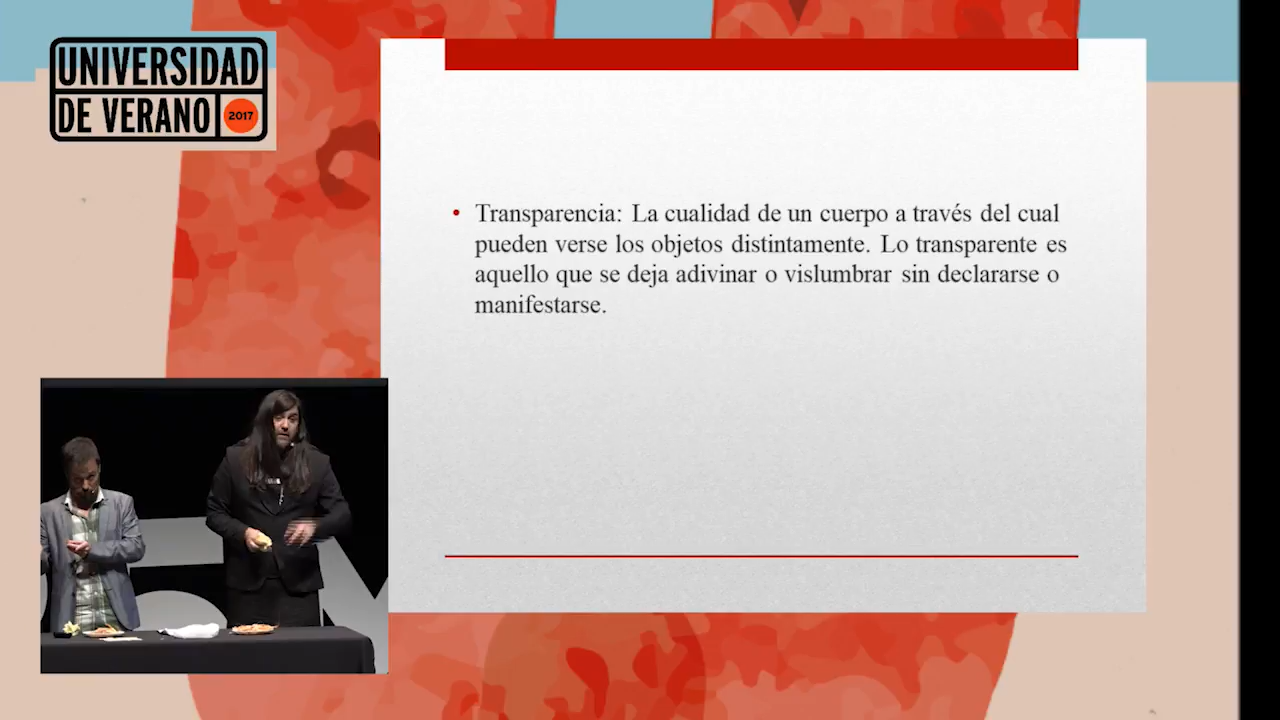 UNIVERSIDAD
DE VERANO 2017
• Transparencia: La cualidad de un cuerpo a través del cual
pueden verse los objetos distintamente. Lo transparente es
aquello que se deja adivinar o vislumbrar sin declararse o
manifestarse.